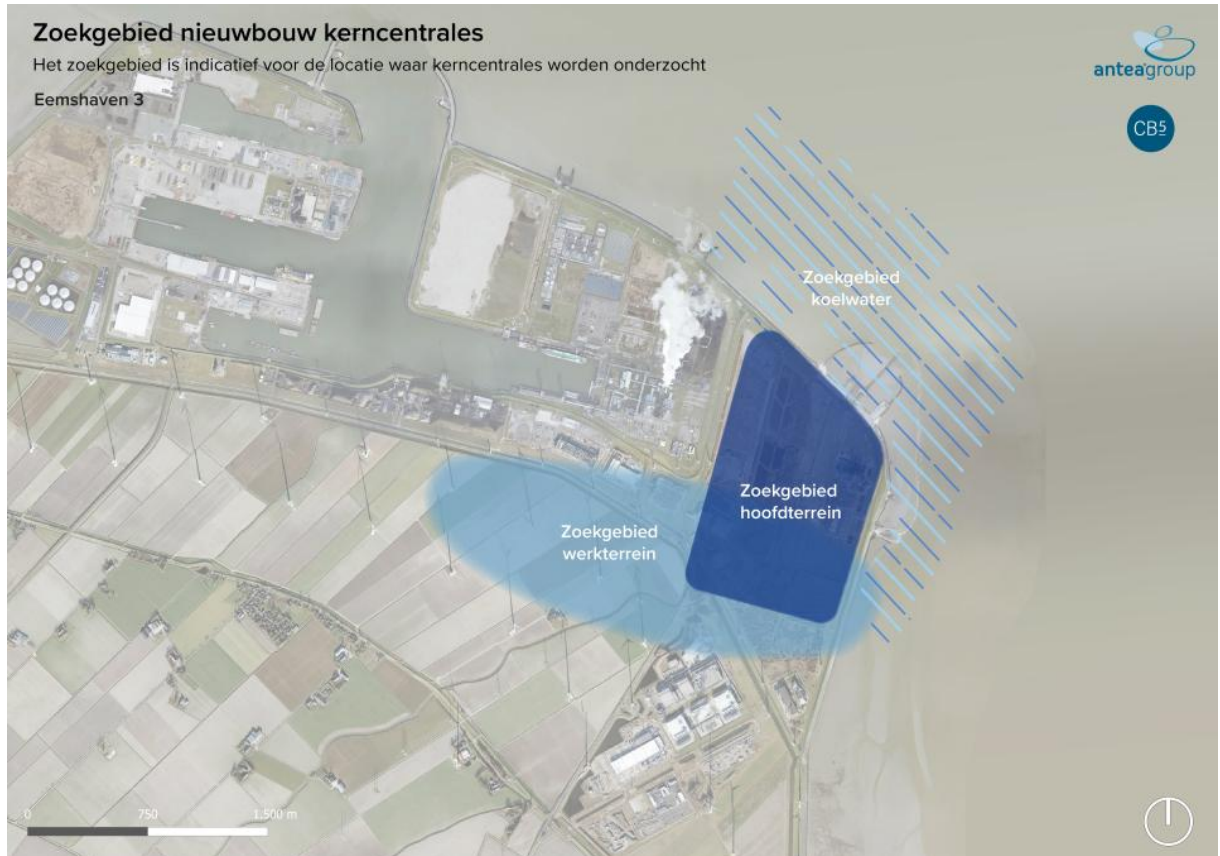 Zoekgebied nieuwbouw kerncentrales
Het zoekgebied is indicatief voor de locatie waar kerncentrales worden onderzocht
Eemshaven 3
anteagroup
CB5
Zoekgebied
koelwater
Zoekgebied
hoofdterrein
Zoekgebied
werkterrein
0 750 1.500 m